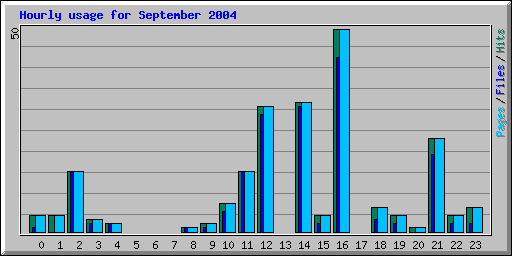 Hourly usage for September 2004
50
Pages/Files/Hits
0 1 2 3 4 5 6 7 8 9 10 11 12 13 14 15 16 17 18 19 20 21 22 23